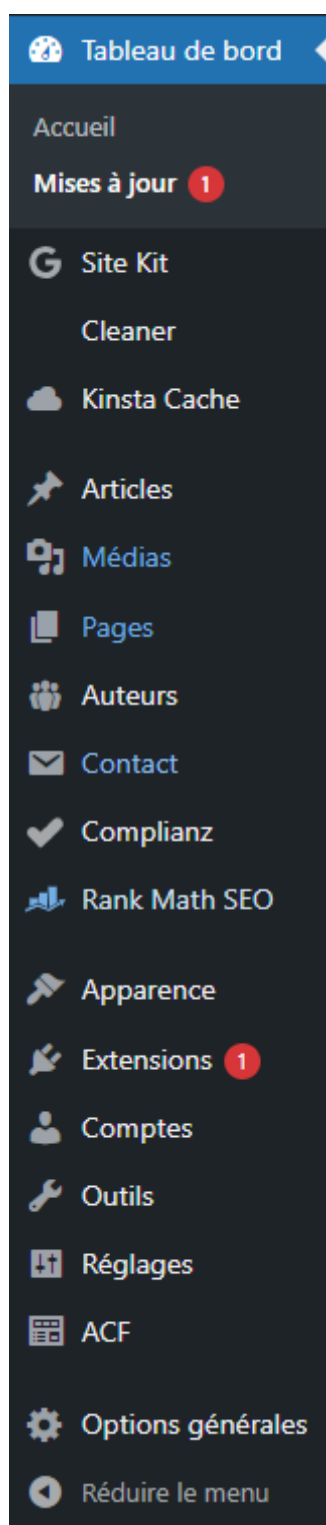 Tableau de bord
Accueil
Mises à jour 1
Site Kit
Cleaner
Kinsta Cache
Articles
Médias
Pages
Auteurs
Contact
Complianz
Rank Math SEO
Apparence
Extensions 1
Comptes
Outils
Réglages
ACF
Options générales
Réduire le menu